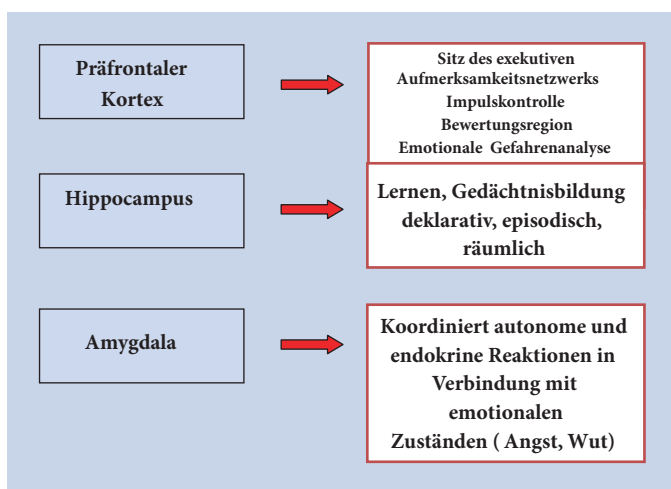 Präfrontaler
Kortex
Sitz des exekutiven
Aufmerksamkeitsnetzwerks
Impulskontrolle
Bewertungsregion
Emotionale Gefahrenanalyse
Hippocampus
Lernen, Gedächtnisbildung
deklarativ, episodisch,
räumlich
Amygdala
Koordiniert autonome und
endokrine Reaktionen in
Verbindung mit
emotionalen
Zuständen ( Angst, Wut)